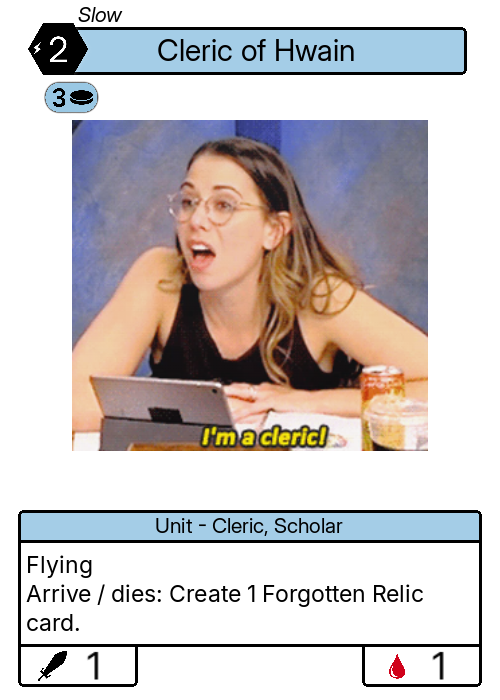 Slow
2
Cleric of Hwain
3
I'm a cleric!
Unit - Cleric, Scholar
Flying
Arrive / dies: Create 1 Forgotten Relic
card.
1
1